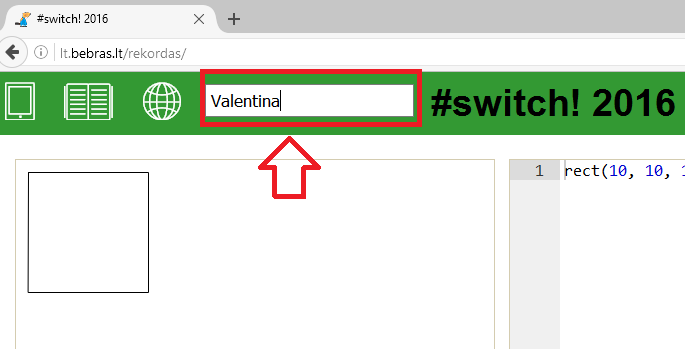 #switch! 2016
lt.bebras.lt/rekordas/
Valentina
#switch! 2016
1 rect(10, 10, 1